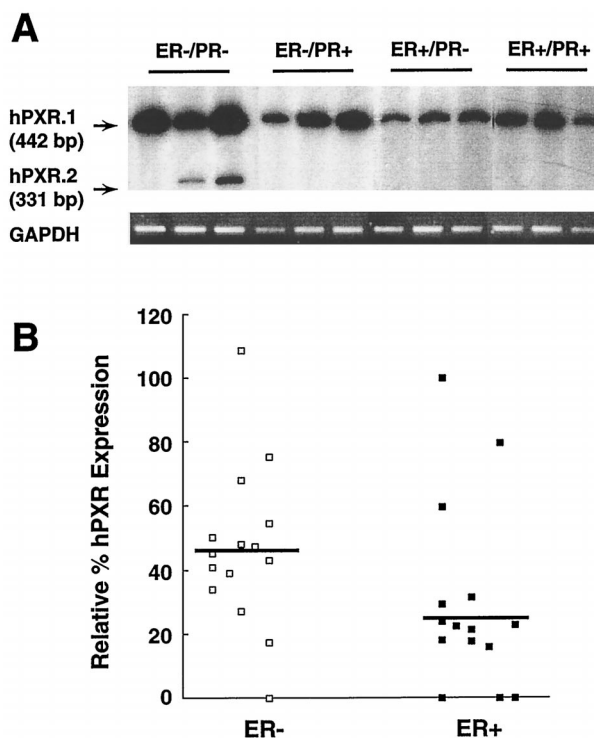 A
ER-/PR- ER-/PR+ ER+/PR- ER+/PR+
hPXR.1
(442 bp)
hPXR.2
(331 bp)
GAPDH
B
Relative % hPXR Expression
120
100
80
60
40
20
0
ER- ER+